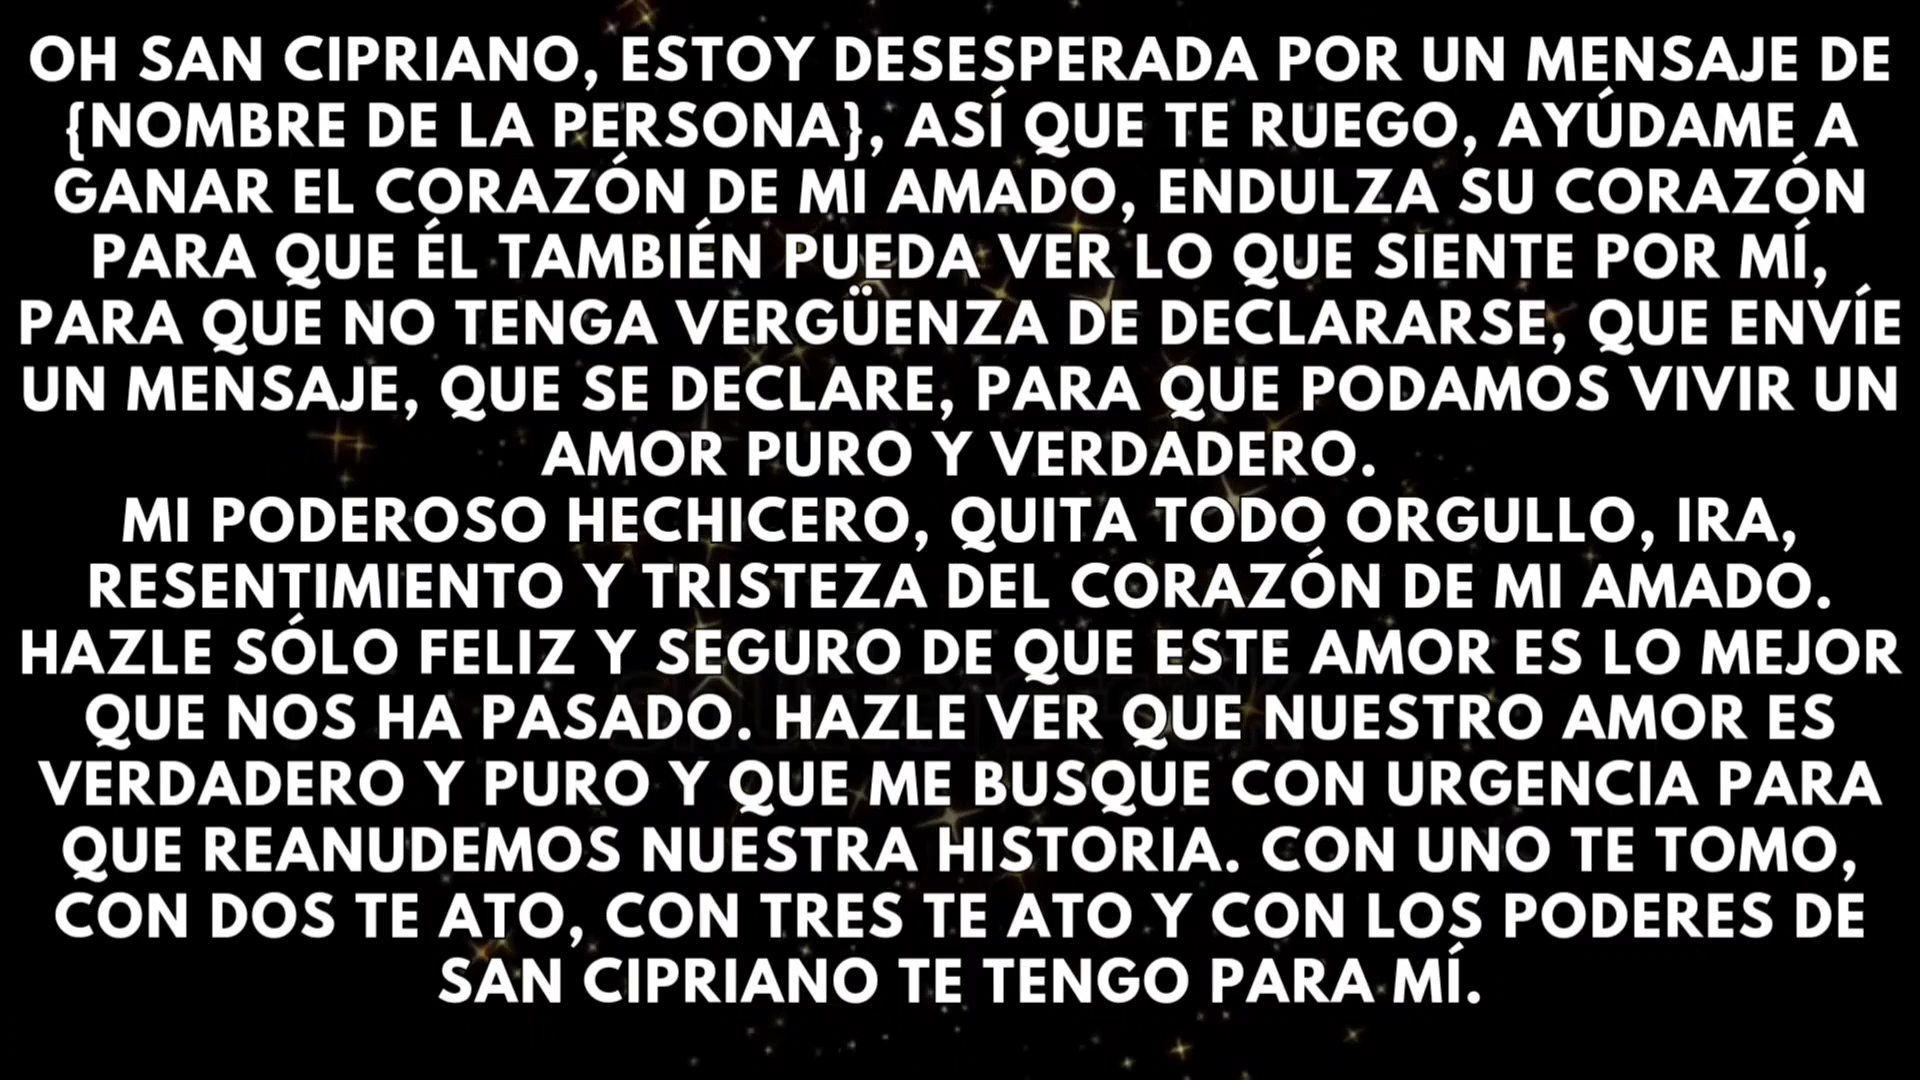 OH SAN CIPRIANO, ESTOY DESESPERADA POR UN MENSAJE DE
{NOMBRE DE LA PERSONA}, ASÍ QUE TE RUEGO, AYÚDAME A
GANAR EL CORAZÓN DE MI AMADO, ENDULZA SU CORAZÓN
PARA QUE ÉL TAMBIÉN PUEDA VER LO QUE SIENTE POR MÍ,
PARA QUE NO TENGA VERGÜENZA DE DECLARARSE, QUE ENVÍE
UN MENSAJE, QUE SE DECLARE, PARA QUE PODAMOS VIVIR UN
AMOR PURO Y VERDADERO.
MI PODEROSO HECHICERO, QUITA TODO ORGULLO, IRA,
RESENTIMIENTO Y TRISTEZA DEL CORAZÓN DE MI AMADO.
HAZLE SÓLO FELIZ Y SEGURO DE QUE ESTE AMOR ES LO MEJOR
QUE NOS HA PASADO. HAZLE VER QUE NUESTRO AMOR ES
VERDADERO Y PURO Y QUE ME BUSQUE CON URGENCIA PARA
QUE REANUDEMOS NUESTRA HISTORIA. CON UNO TE TOMO,
CON DOS TE ATO, CON TRES TE ATO Y CON LOS PODERES DE
SAN CIPRIANO TE TENGO PARA MÍ.